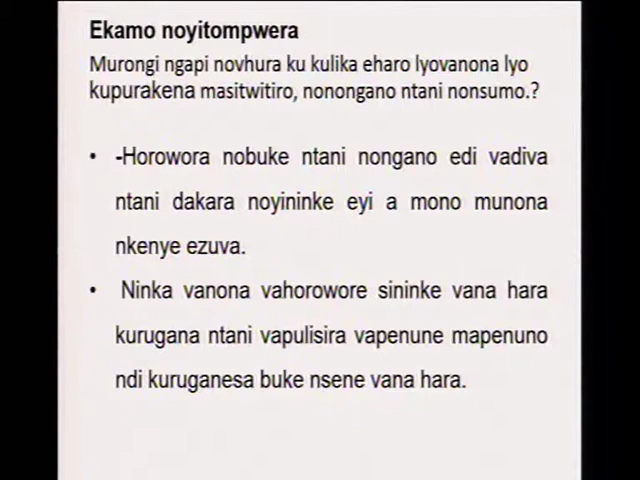 Ekamo noyitompwera
Murongi ngapi novhura ku kulika eharo lyovanona lyo
kupurakena masitwitiro, nonongano ntani nonsumo.?
• -Horowora nobuke ntani nongano edi vadiva
ntani dakara noyininke eyi a mono munona
nkenye ezuva.
• Ninka vanona vahorowore sininke vana hara
kurugana ntani vapulisira vapenune mapenuno
ndi kuruganesa buke nsene vana hara.